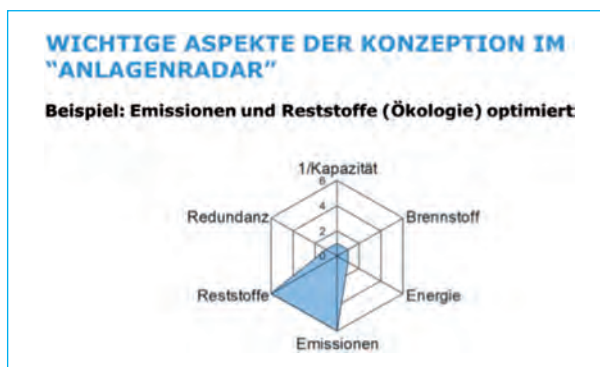 WICHTIGE ASPEKTE DER KONZEPTION IM
"ANLAGENRADAR"
Beispiel: Emissionen und Reststoffe (Ökologie) optimiert
1/Kapazität
6
Redundanz
4
Brennstoff
2
0
Reststoffe
Energie
Emissionen